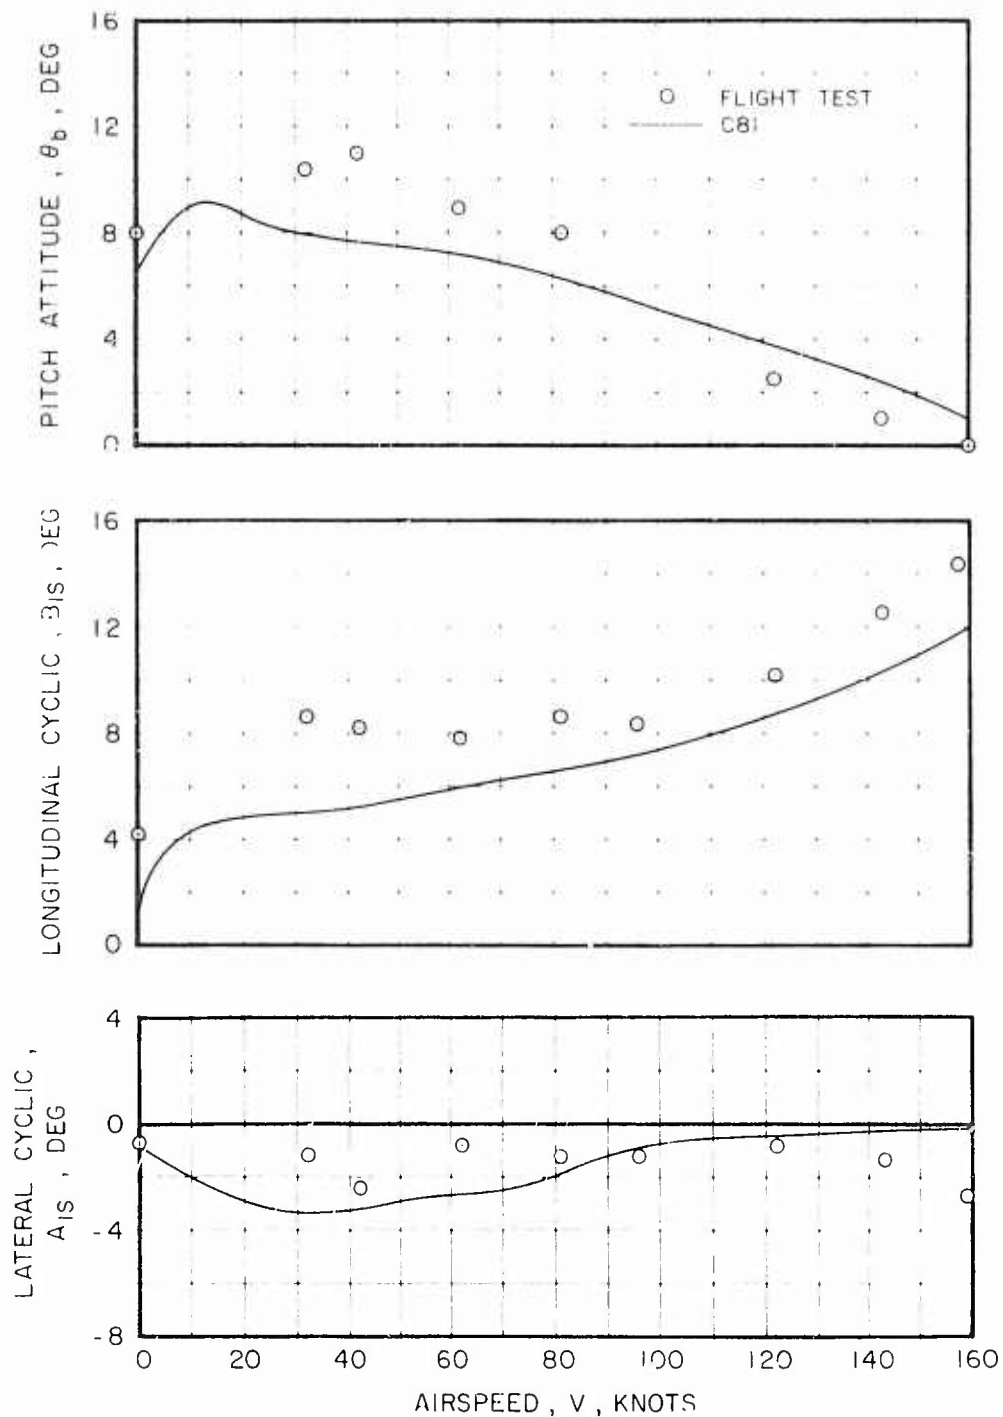 16
12
8
4
0
PITCH ATTITUDE , θb , DEG
O FLIGHT TEST
C81
16
12
8
4
0
LONGITUDINAL CYCLIC , B1S , DEG
4
0
-4
-8
LATERAL CYCLIC ,
A1S , DEG
0 20 40 60 80 100 120 140 160
AIRSPEED , V , KNOTS